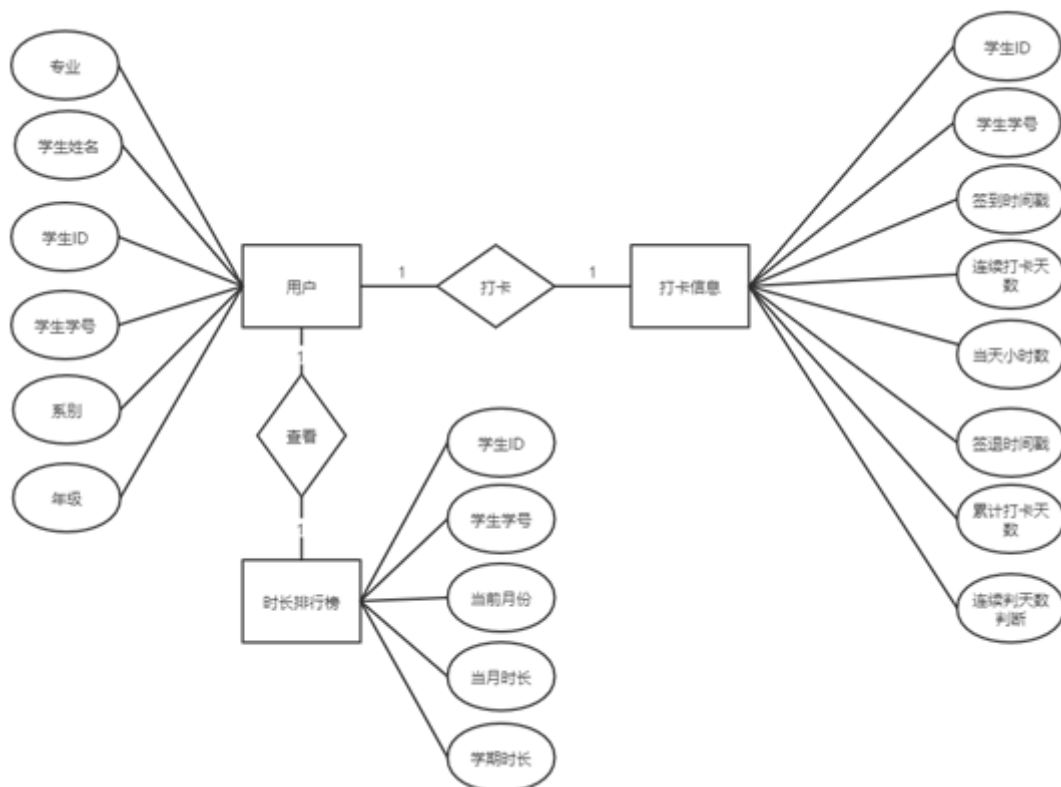 专业
学生姓名
学生ID
学生学号
系别
年级
用户
1
打卡
1
打卡信息
1
查看
1
时长排行榜
学生ID
学生学号
当前月份
当月时长
学期时长
学生ID
学生学号
签到时间戳
连续打卡天
数
当天小时数
签退时间戳
累计打卡天
数
连续判天数
判断